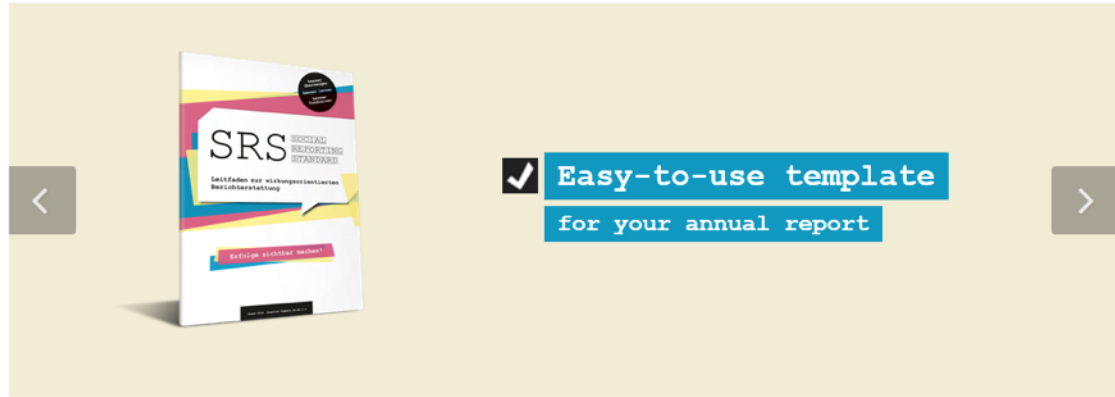 SRS
SOCIAL
REPORTING
STANDARD
Leitfaden zur wirkungsorientierten
Berichterstattung
Erfolge sichtbar machen!
Easy-to-use template
for your annual report